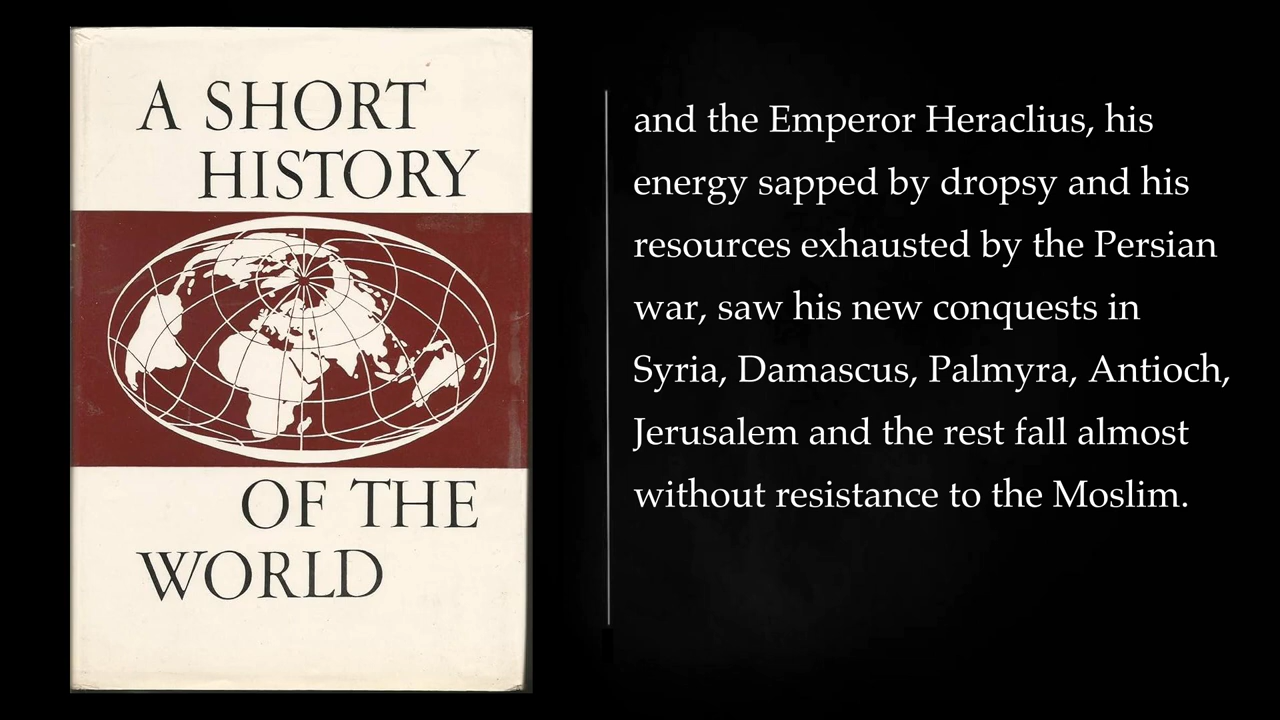 A SHORT
HISTORY
OF THE
WORLD
and the Emperor Heraclius, his
energy sapped by dropsy and his
resources exhausted by the Persian
war, saw his new conquests in
Syria, Damascus, Palmyra, Antioch,
Jerusalem and the rest fall almost
without resistance to the Moslim.